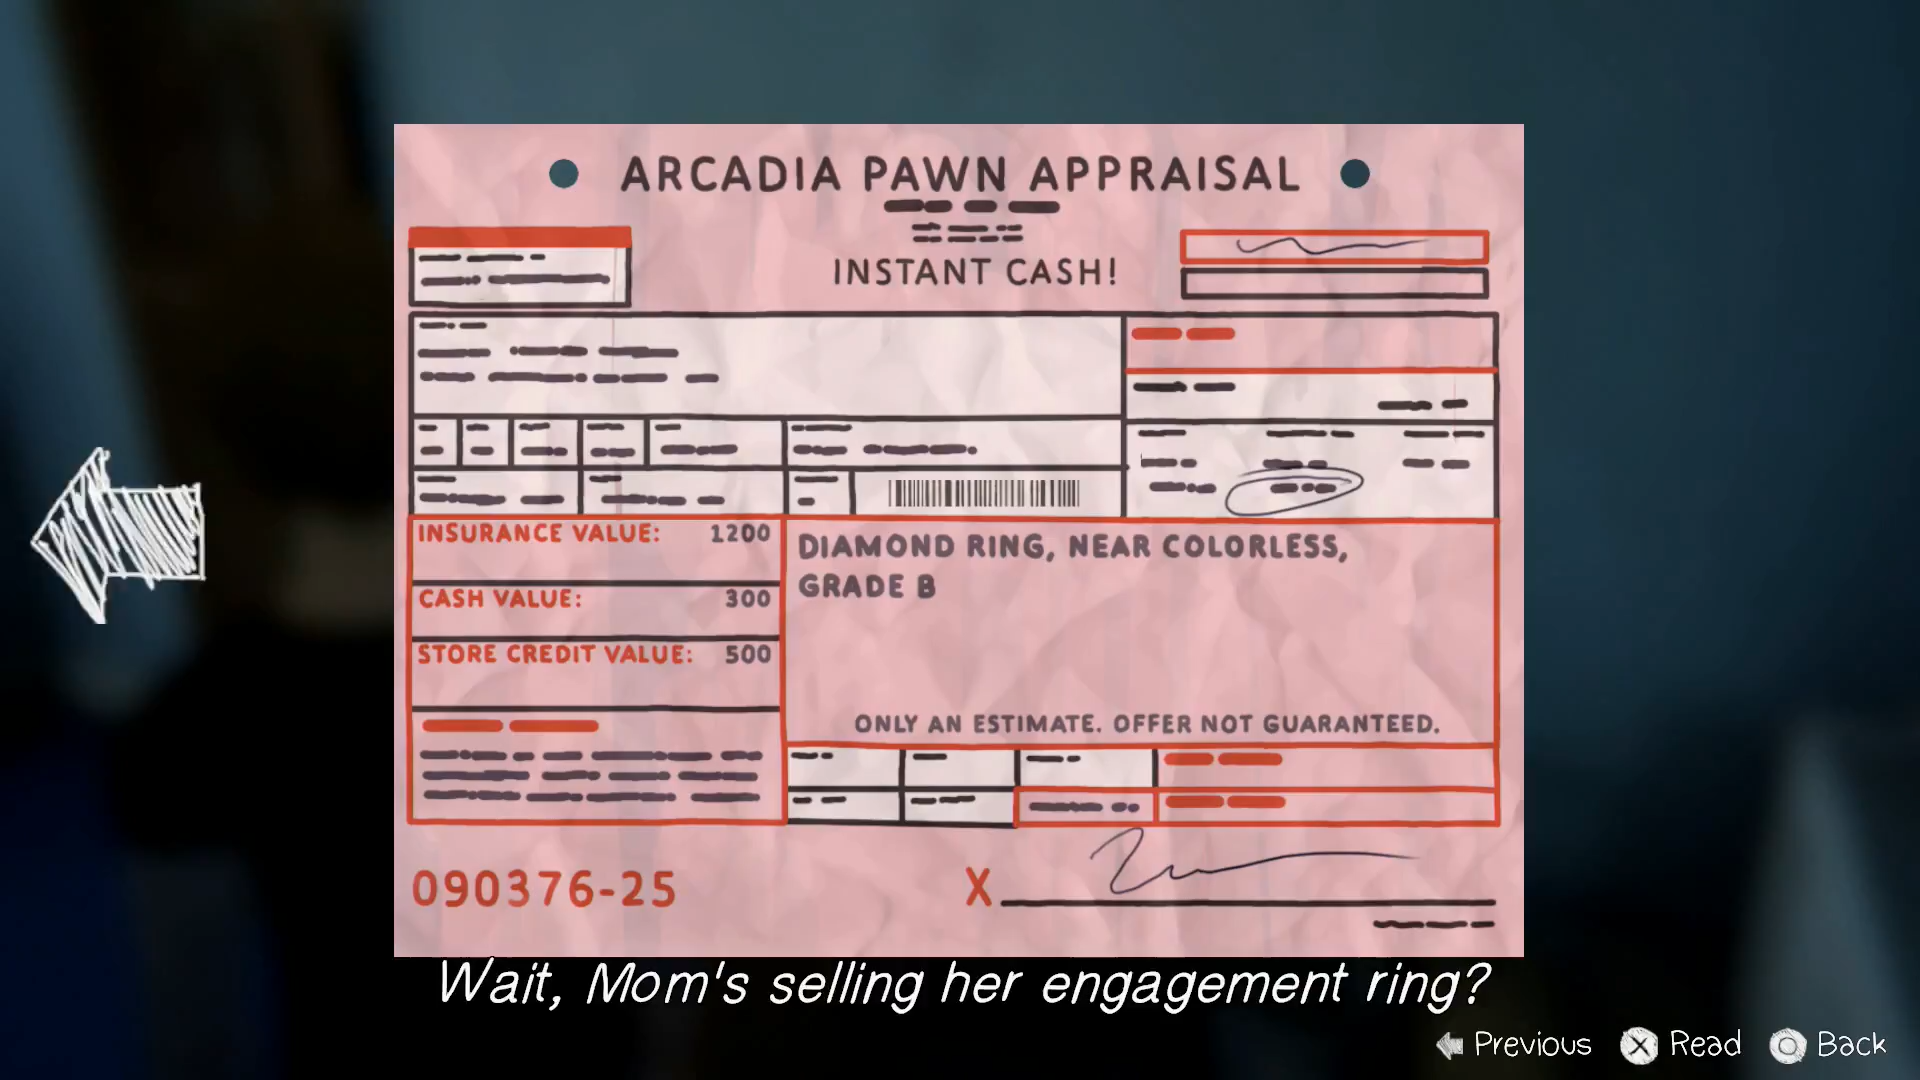 ARCADIA PAWN APPRAISAL
INSTANT CASH!
INSURANCE VALUE: 1200
CASH VALUE: 300
STORE CREDIT VALUE: 500
DIAMOND RING, NEAR COLORLESS,
GRADE B
ONLY AN ESTIMATE. OFFER NOT GUARANTEED.
090376-25
X
Wait, Mom's selling her engagement ring?
Previous Read Back